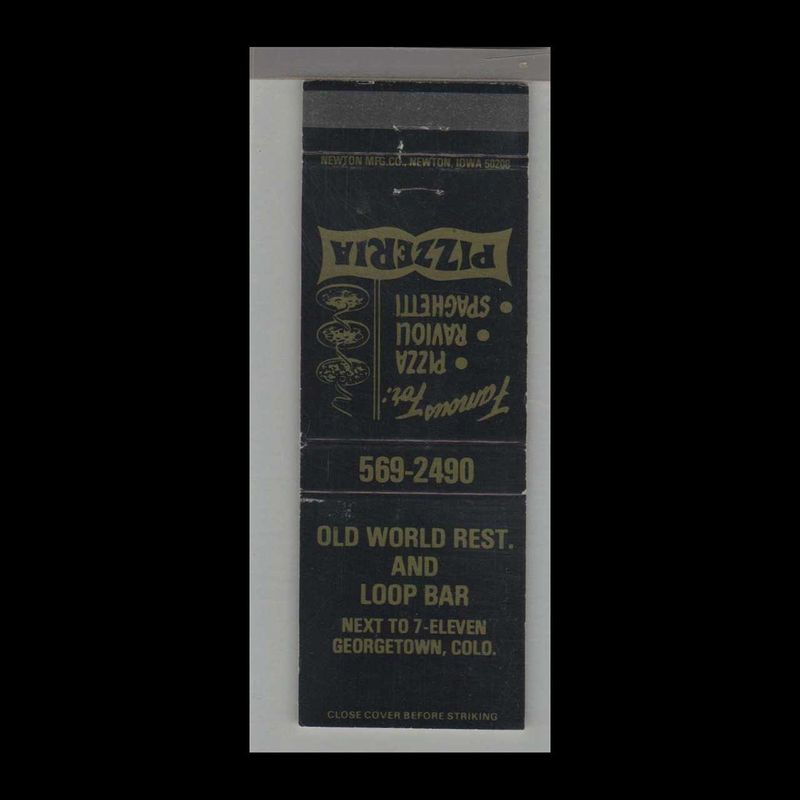 NEWTON MFG.CO., NEWTON, IOWA 50208
Famous For:
• PIZZA
• RAVIOLI
• SPAGHETTI
PIZZERIA
569-2490
OLD WORLD REST.
AND
LOOP BAR
NEXT TO 7-ELEVEN
GEORGETOWN, COLO.
CLOSE COVER BEFORE STRIKING